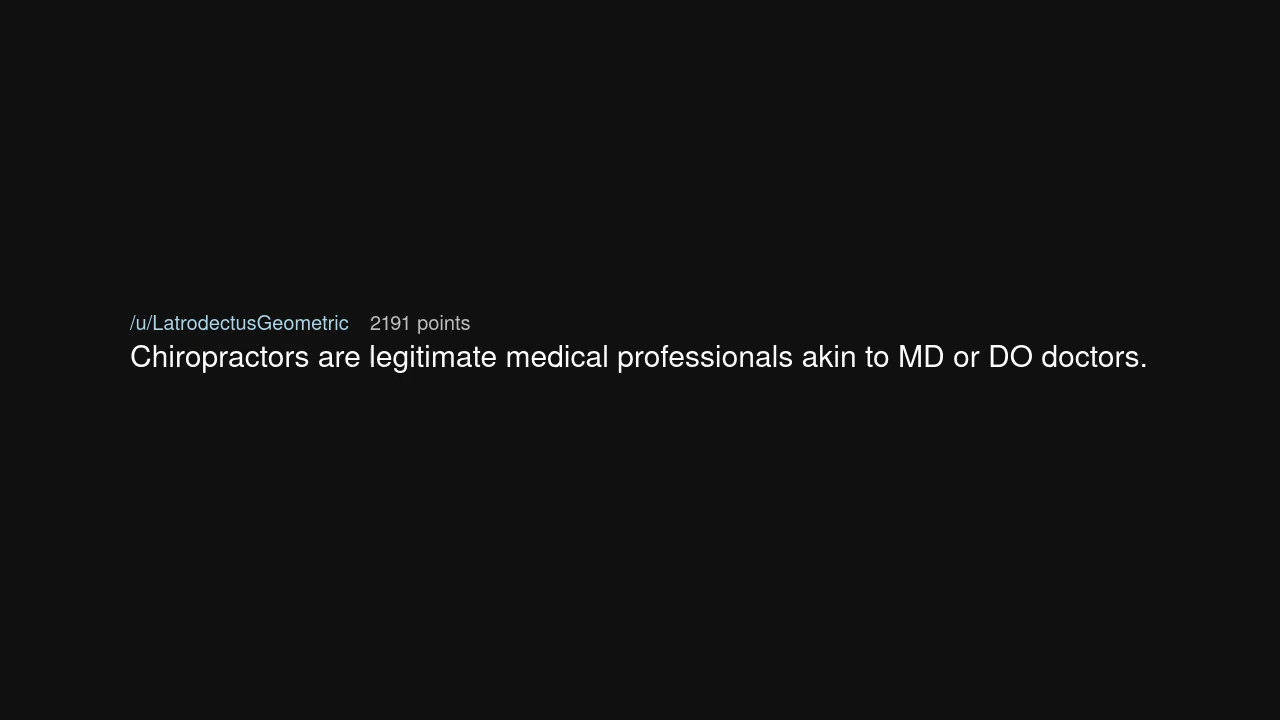 /u/LatrodectusGeometric 2191 points
Chiropractors are legitimate medical professionals akin to MD or DO doctors.